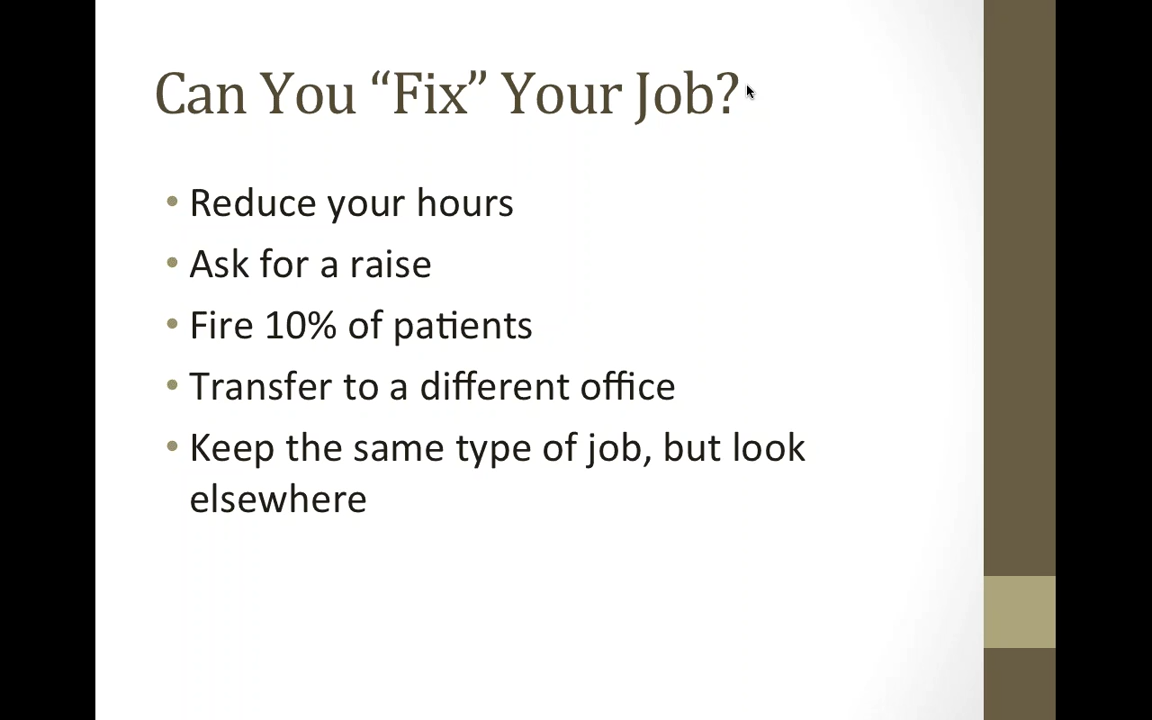 Can You “Fix” Your Job?
• Reduce your hours
• Ask for a raise
• Fire 10% of patients
• Transfer to a different office
• Keep the same type of job, but look
elsewhere